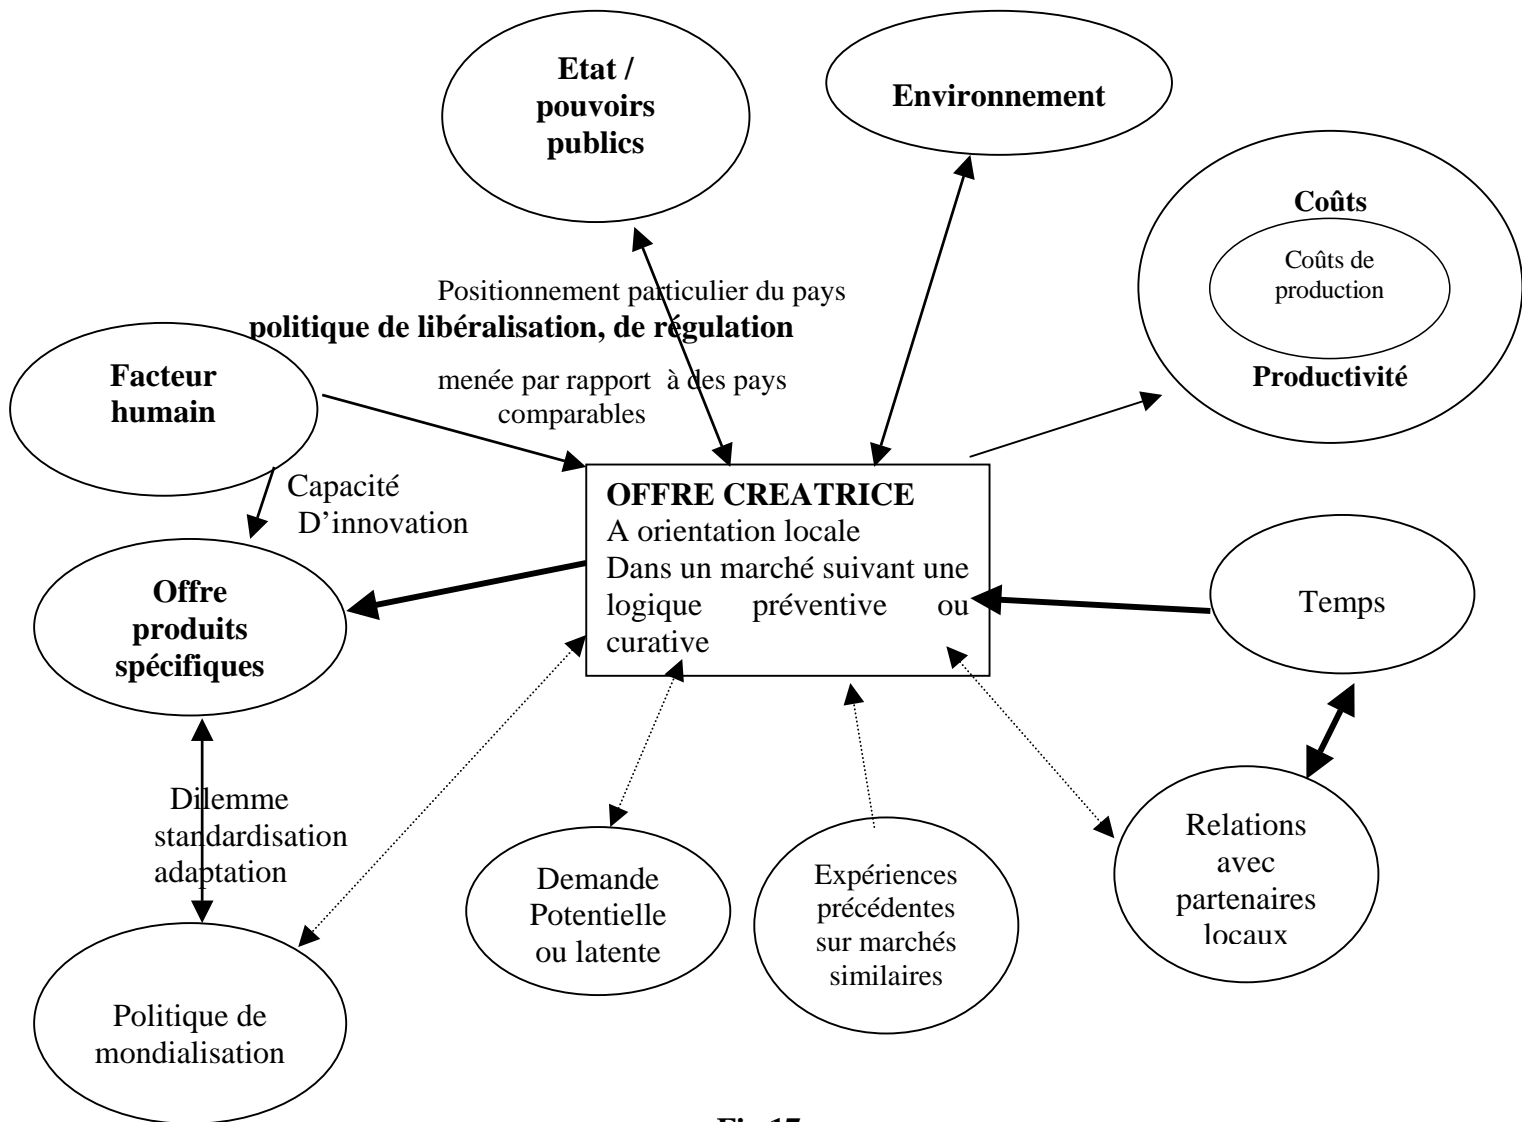 Etat /
pouvoirs
publics
Environnement
Coûts
Coûts de
production
Productivité
Positionnement particulier du pays
politique de libéralisation, de régulation
menée par rapport à des pays
comparables
Facteur
humain
Capacité
D’innovation
OFFRE CREATRICE
A orientation locale
Dans un marché suivant une
logique préventive ou
curative
Offre
produits
spécifiques
Temps
Dilemme
standardisation
adaptation
Demande
Potentielle
ou latente
Expériences
précédentes
sur marchés
similaires
Relations
avec
partenaires
locaux
Politique de
mondialisation
Fig 17